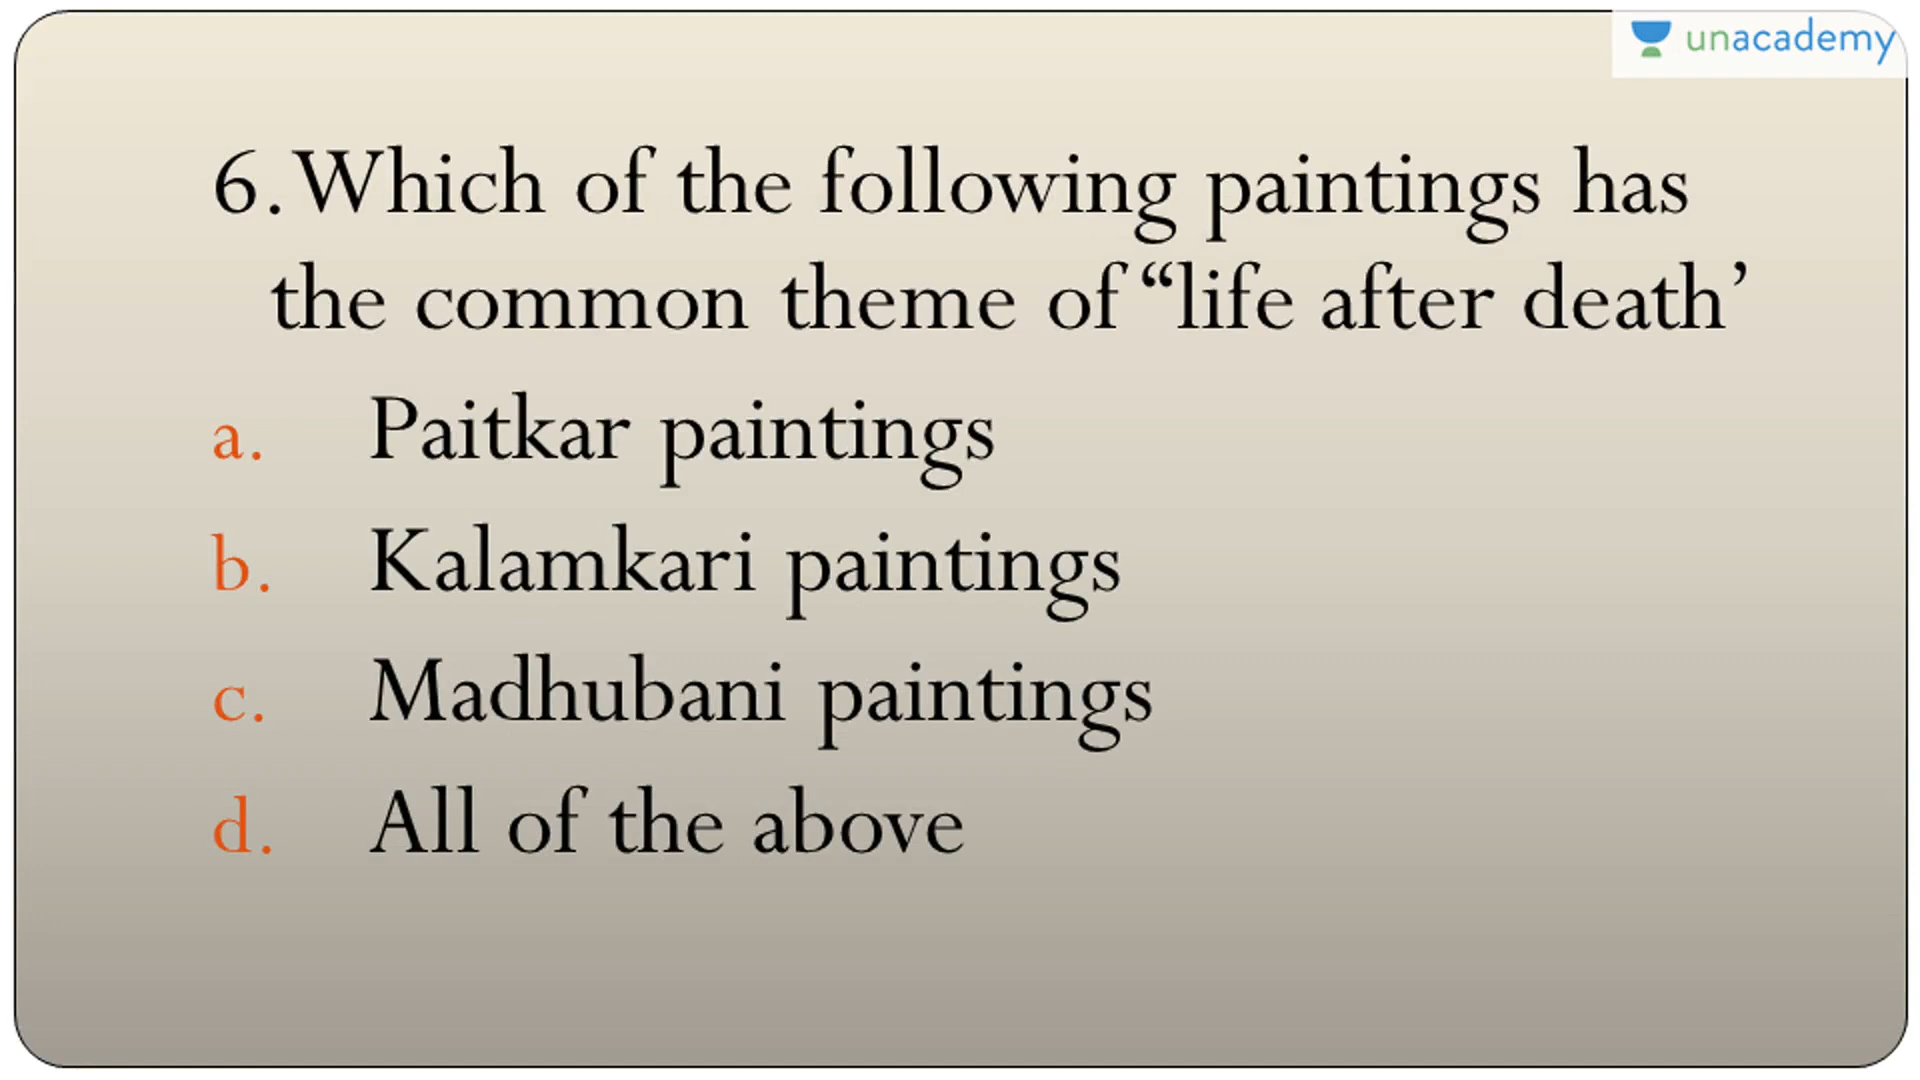 unacademy
6. Which of the following paintings has
the common theme of “life after death’
a. Paitkar paintings
b. Kalamkari paintings
c. Madhubani paintings
d. All of the above